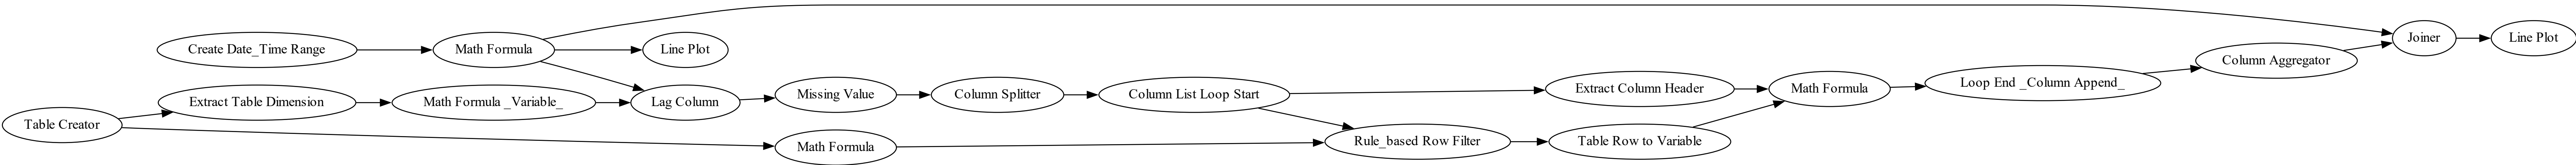 Create Date_Time Range
Math Formula
Line Plot
Joiner
Line Plot
Column Aggregator
Table Creator
Extract Table Dimension
Math Formula _Variable_
Lag Column
Missing Value
Column Splitter
Column List Loop Start
Extract Column Header
Math Formula
Loop End _Column Append_
Math Formula
Rule_based Row Filter
Table Row to Variable